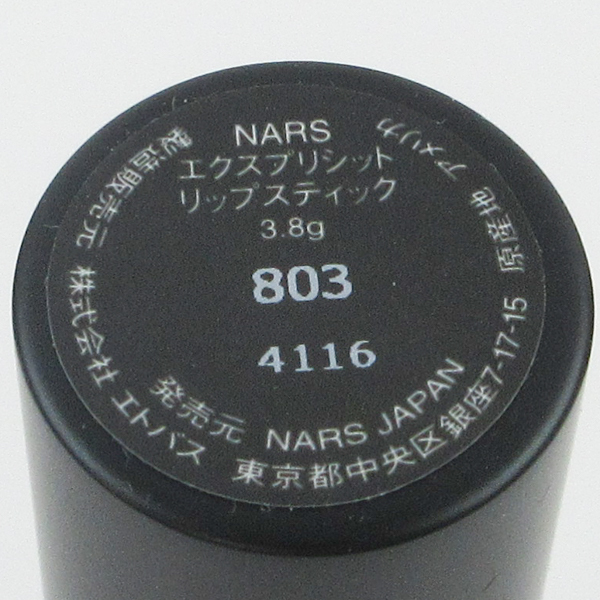 NARS
エクスプリシット
リップスティック
3.8g
803
4116
発売元 NARS JAPAN
製造販売元 株式会社 エトバス 東京都中央区銀座7-17-15 原産地 アメリカ